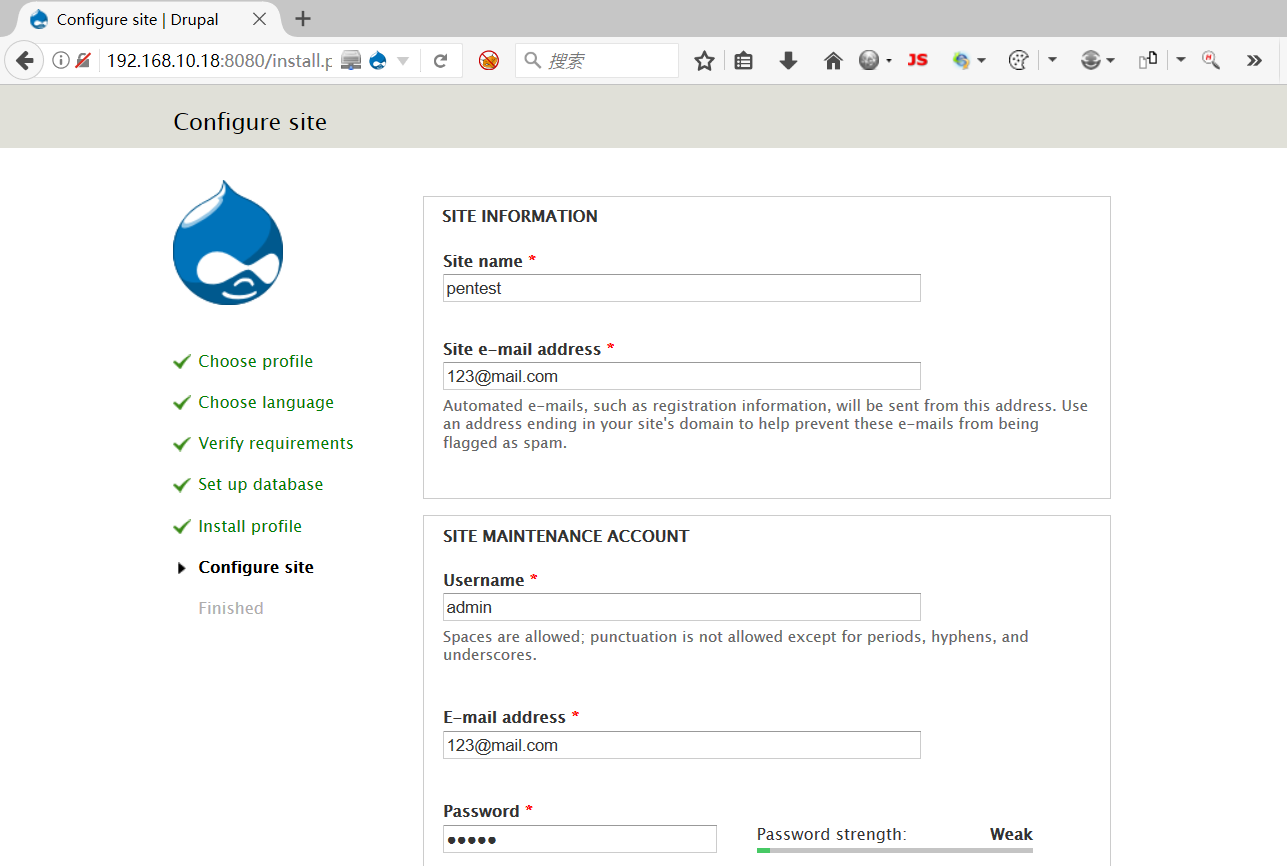 Configure site | Drupal
192.168.10.18:8080/install.p
搜索
JS
Configure site
SITE INFORMATION
Site name *
pentest
Site e-mail address *
123@mail.com
Automated e-mails, such as registration information, will be sent from this address. Use
an address ending in your site's domain to help prevent these e-mails from being
flagged as spam.
Choose profile
Choose language
Verify requirements
Set up database
Install profile
Configure site
Finished
SITE MAINTENANCE ACCOUNT
Username *
admin
Spaces are allowed; punctuation is not allowed except for periods, hyphens, and
underscores.
E-mail address *
123@mail.com
Password *
•••••
Password strength:
Weak